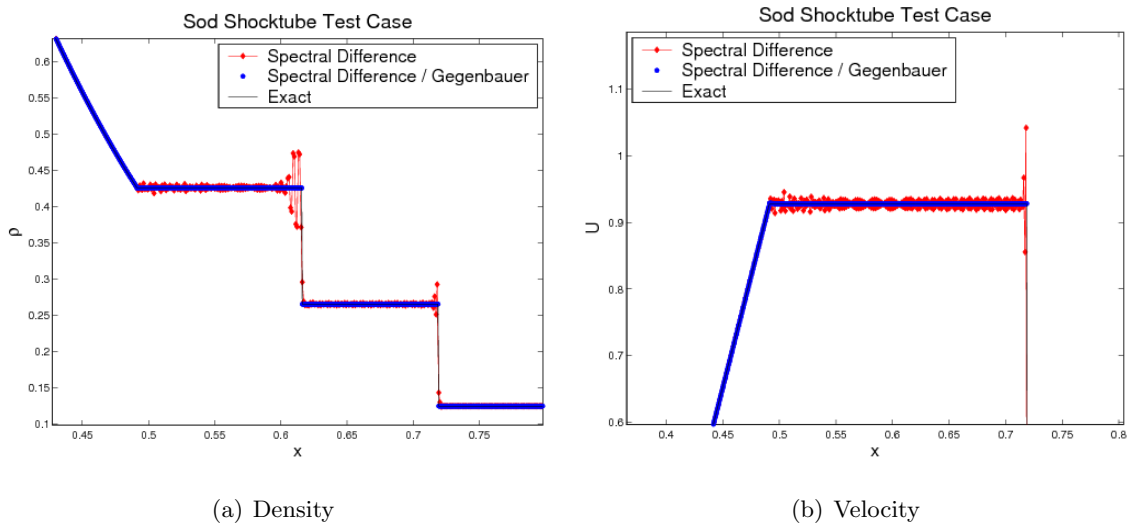 Sod Shocktube Test Case
Spectral Difference
Spectral Difference / Gegenbauer
Exact
0.6
0.55
0.5
0.45
0.4
0.35
0.3
0.25
0.2
0.15
0.1
ρ
0.45
0.5
0.55
0.6
0.65
0.7
0.75
x
(a) Density
Sod Shocktube Test Case
Spectral Difference
Spectral Difference / Gegenbauer
Exact
1.1
1
0.9
0.8
0.7
0.6
U
0.4
0.45
0.5
0.55
0.6
0.65
0.7
0.75
0.8
x
(b) Velocity